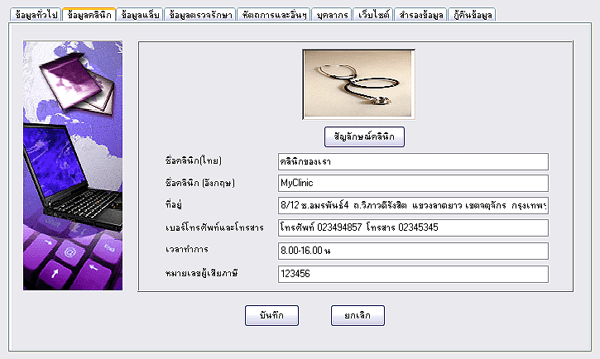 ข้อมูลทั่วไป ข้อมูลคลินิก ข้อมูลแล็บ ข้อมูลตรวจรักษา หัตถการและอื่นๆ บุคลากร เว็บไซต์ สำรองข้อมูล กู้คืนข้อมูล
สัญลักษณ์คลินิก
ชื่อคลินิก(ไทย) คลินิกของเรา
ชื่อคลินิก (อังกฤษ) MyClinic
ที่อยู่ 8/12 ซ.อมรพันธ์4 ถ.วิภาวดีรังสิต แขวงลาดยาว เขตจตุจักร กรุงเทพฯ
เบอร์โทรศัพท์และโทรสาร โทรศัพท์ 023494857 โทรสาร 02345345
เวลาทำการ 8.00-16.00 น
หมายเลขผู้เสียภาษี 123456
บันทึก ยกเลิก